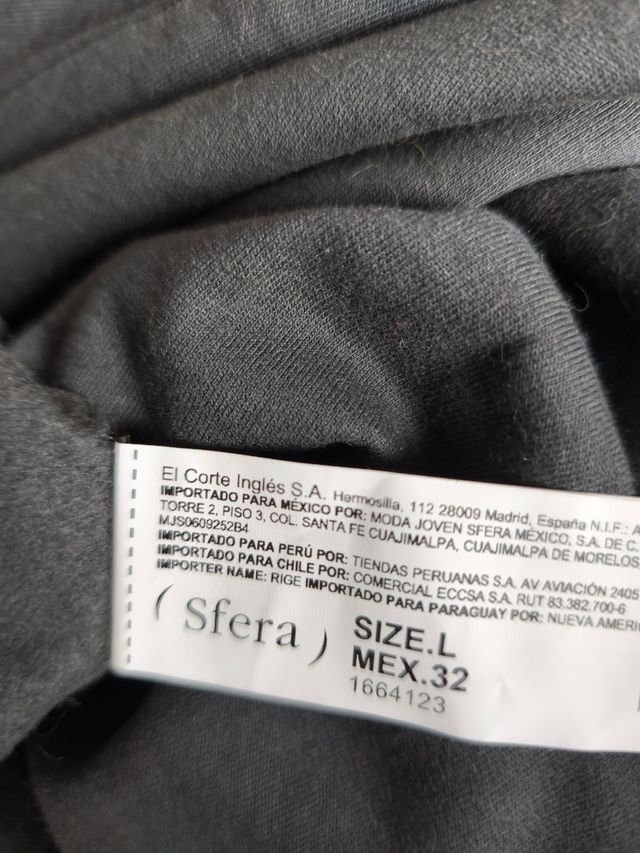 El Corte Inglés S.A. Hermosilla, 112 28009 Madrid, España N.I.F.: A
IMPORTADO PARA MÉXICO POR: MODA JOVEN SFERA MÉXICO, S.A. DE C.
TORRE 2, PISO 3, COL. SANTA FE CUAJIMALPA, CUAJIMALPA DE MORELOS,
MJS0609252B4
IMPORTADO PARA PERÚ POR: TIENDAS PERUANAS S.A. AV AVIACIÓN 2405
IMPORTADO PARA CHILE POR: COMERCIAL ECCSA S.A. RUT 83.382.700-6
IMPORTER NAME: RIGE IMPORTADO PARA PARAGUAY POR: NUEVA AMERI
( Sfera )
SIZE.L
MEX.32
1664123